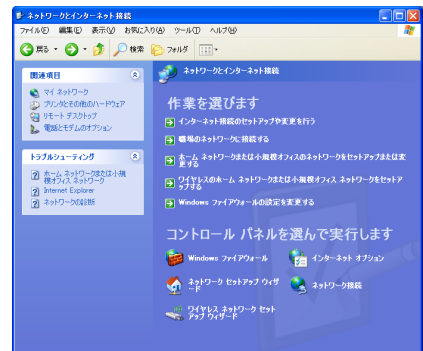 ネットワークとインターネット接続
ファイル(F) 編集(E) 表示(V) お気に入り(A) ツール(T) ヘルプ(H)
戻る 検索 フォルダ
関連項目
マイ ネットワーク
プリンタとその他のハードウェア
リモート デスクトップ
電話とモデムのオプション
トラブルシューティング
ホーム ネットワークまたは小規
模オフィス ネットワーク
Internet Explorer
ネットワークの診断
ネットワークとインターネット接続
作業を選びます
インターネット接続のセットアップや変更を行う
職場のネットワークに接続する
ホーム ネットワークまたは小規模オフィスのネットワークをセットアップまたは変
更する
ワイヤレスのホーム ネットワークまたは小規模オフィス ネットワークをセットア
ップする
Windows ファイアウォールの設定を変更する
コントロール パネルを選んで実行します
Windows ファイアウォール インターネット オプション
ネットワーク セットアップ ウィザ
ード
ネットワーク接続
ワイヤレス ネットワーク セット
アップ ウィザード